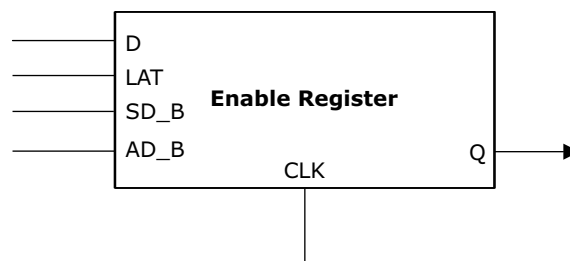 D
LAT
SD_B
Enable Register
AD_B
Q
CLK